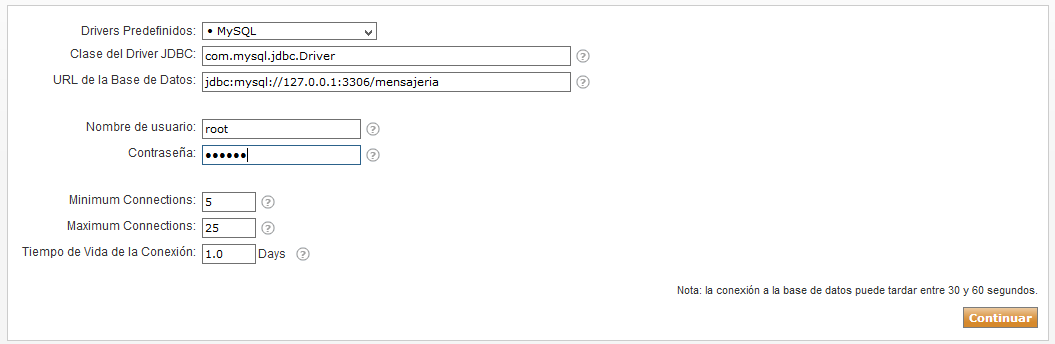 Drivers Predefinidos: • MySQL
Clase del Driver JDBC: com.mysql.jdbc.Driver ?
URL de la Base de Datos: jdbc:mysql://127.0.0.1:3306/mensajeria ?
Nombre de usuario: root ?
Contraseña: •••••• ?
Minimum Connections: 5 ?
Maximum Connections: 25 ?
Tiempo de Vida de la Conexión: 1.0 Days ?
Nota: la conexión a la base de datos puede tardar entre 30 y 60 segundos.
Continuar